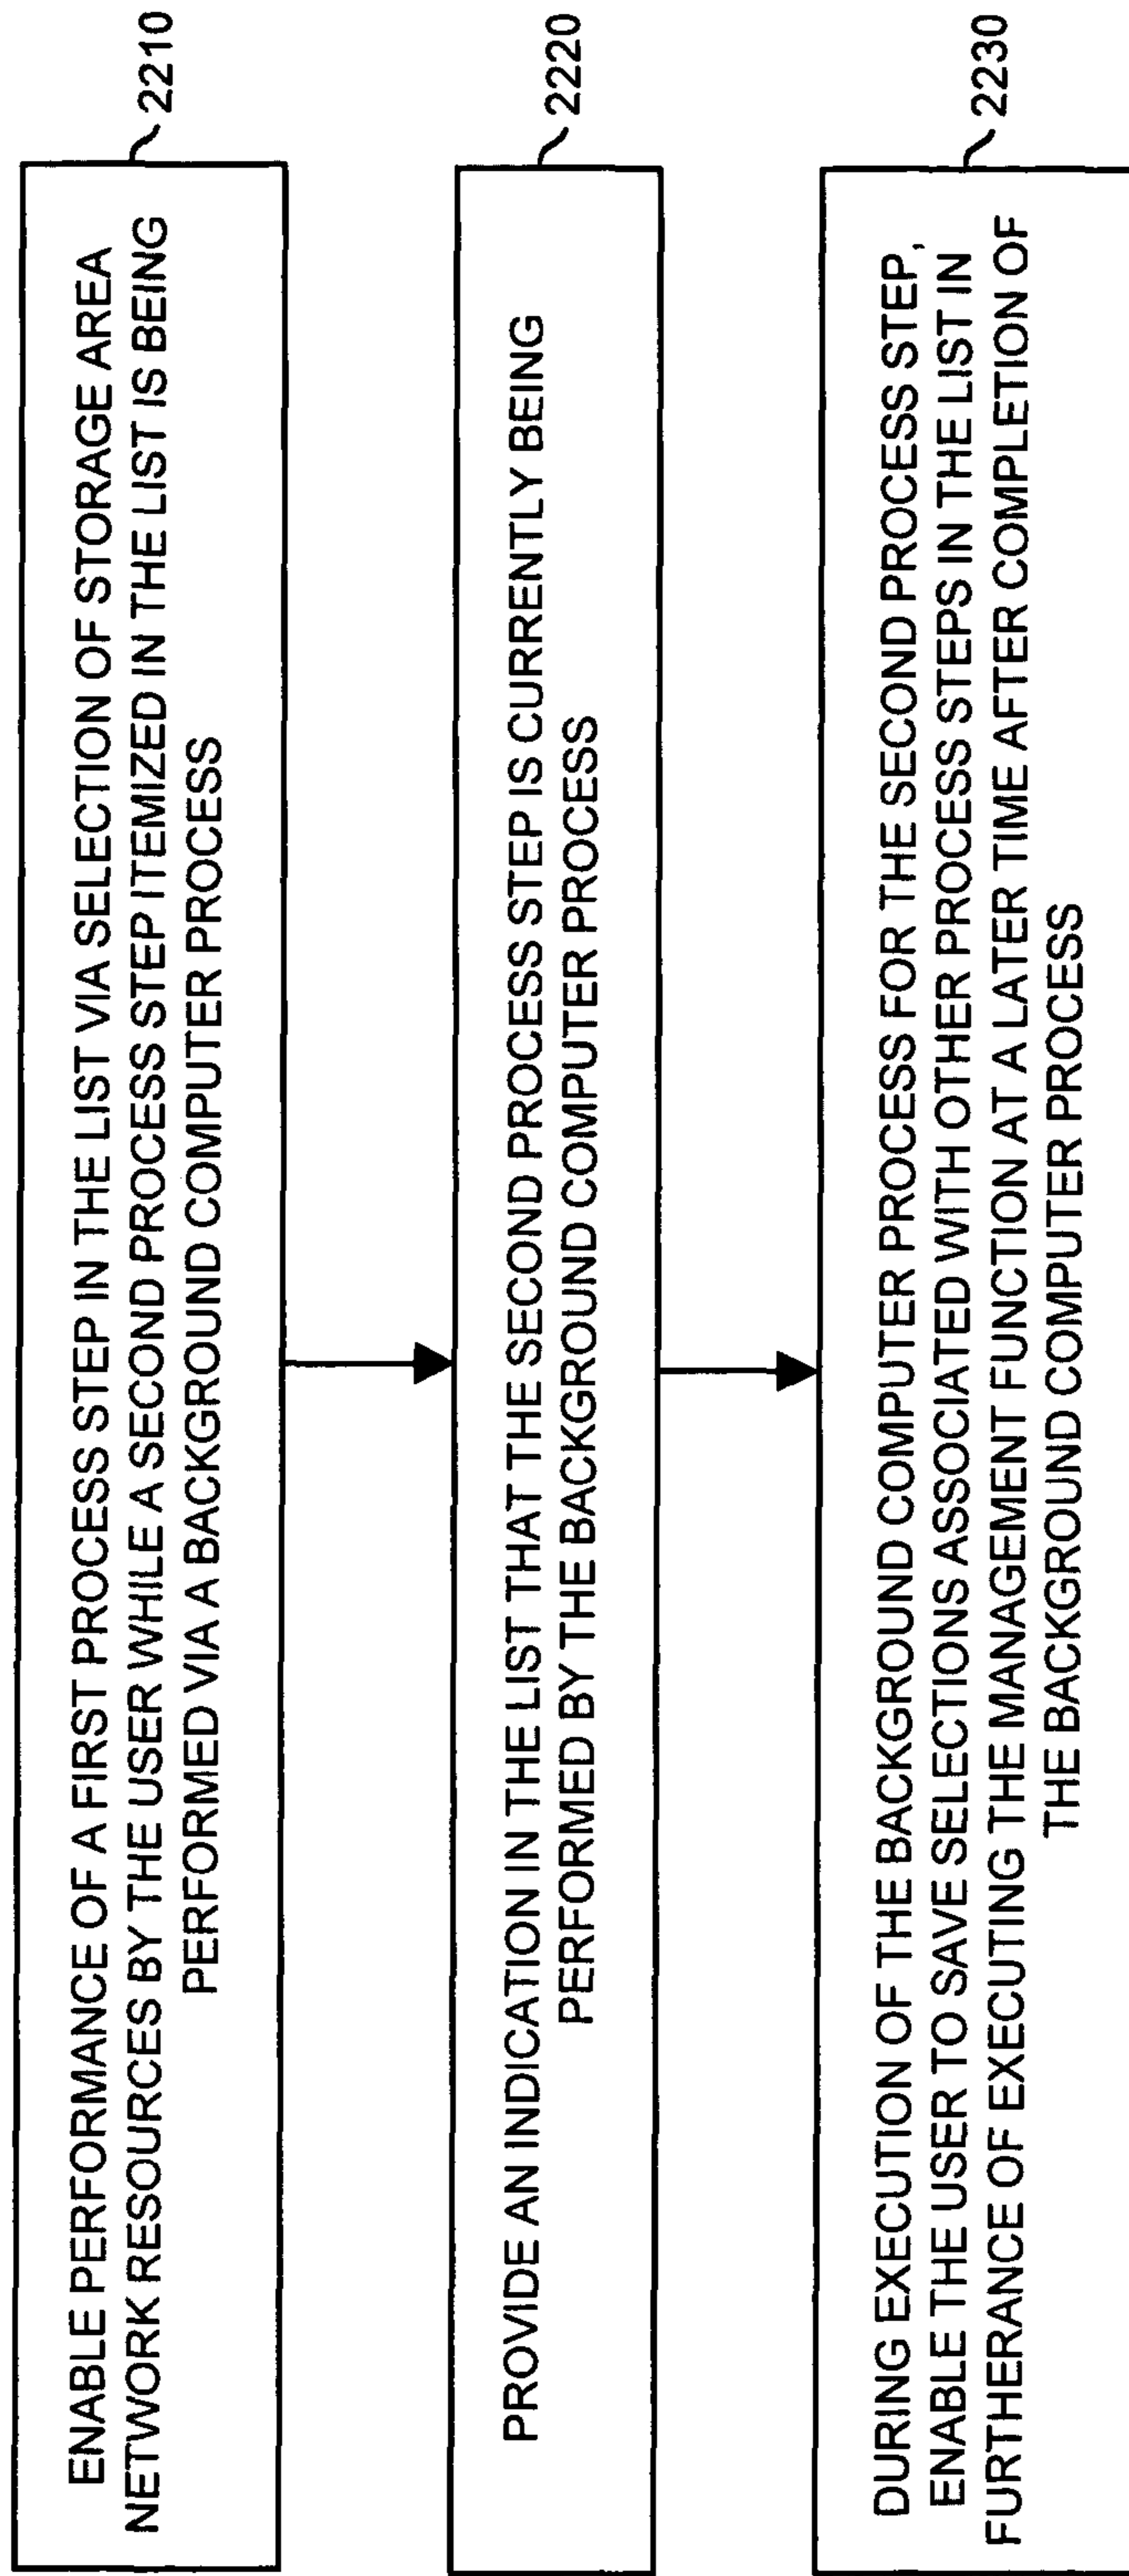 ENABLE PERFORMANCE OF A FIRST PROCESS STEP IN THE LIST VIA SELECTION OF STORAGE AREA
NETWORK RESOURCES BY THE USER WHILE A SECOND PROCESS STEP ITEMIZED IN THE LIST IS BEING
PERFORMED VIA A BACKGROUND COMPUTER PROCESS
2210
PROVIDE AN INDICATION IN THE LIST THAT THE SECOND PROCESS STEP IS CURRENTLY BEING
PERFORMED BY THE BACKGROUND COMPUTER PROCESS
2220
DURING EXECUTION OF THE BACKGROUND COMPUTER PROCESS FOR THE SECOND PROCESS STEP,
ENABLE THE USER TO SAVE SELECTIONS ASSOCIATED WITH OTHER PROCESS STEPS IN THE LIST IN
FURTHERANCE OF EXECUTING THE MANAGEMENT FUNCTION AT A LATER TIME AFTER COMPLETION OF
THE BACKGROUND COMPUTER PROCESS
2230